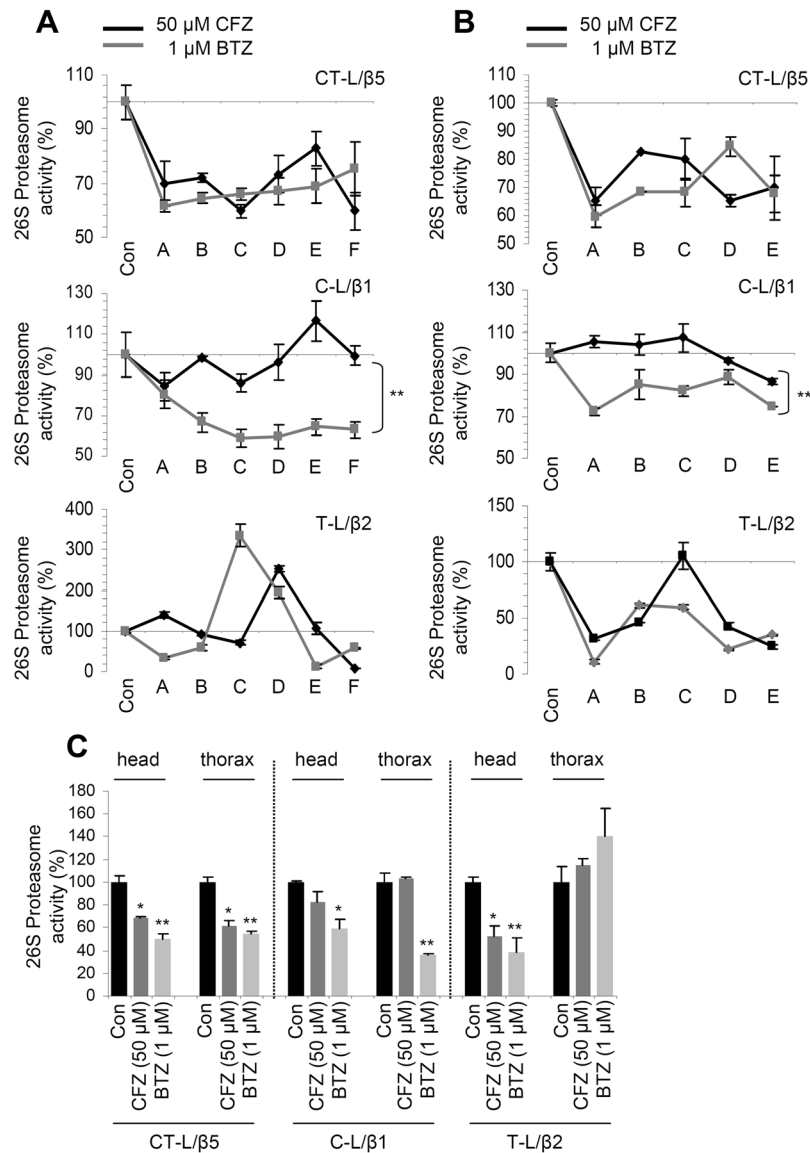 A
50 µM CFZ
1 µM BTZ
CT-L/β5
26S Proteasome
activity (%)
110
90
70
50
Con A B C D E F
C-L/β1
26S Proteasome
activity (%)
130
110
90
70
50
**
Con A B C D E F
T-L/β2
26S Proteasome
activity (%)
400
300
200
100
0
Con A B C D E F
B
50 µM CFZ
1 µM BTZ
CT-L/β5
26S Proteasome
activity (%)
110
100
90
80
70
60
50
Con A B C D E
C-L/β1
26S Proteasome
activity (%)
130
110
90
70
50
**
Con A B C D E
T-L/β2
26S Proteasome
activity (%)
150
100
50
0
Con A B C D E
C
head thorax head thorax head thorax
26S Proteasome
activity (%)
180
160
140
120
100
80
60
40
20
0
* ** * ** * ** * **
Con
CFZ (50 µM)
BTZ (1 µM)
Con
CFZ (50 µM)
BTZ (1 µM)
Con
CFZ (50 µM)
BTZ (1 µM)
Con
CFZ (50 µM)
BTZ (1 µM)
Con
CFZ (50 µM)
BTZ (1 µM)
Con
CFZ (50 µM)
BTZ (1 µM)
CT-L/β5 C-L/β1 T-L/β2